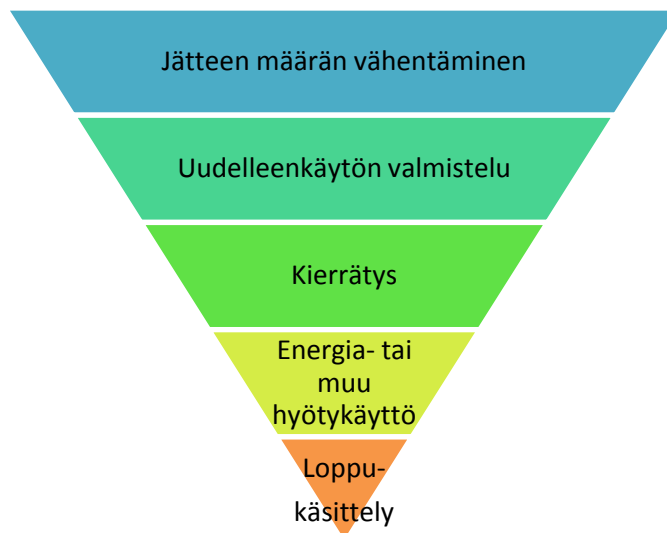 Jätteen määrän vähentäminen
Uudelleenkäytön valmistelu
Kierrätys
Energia- tai
muu
hyötykäyttö
Loppu-
käsittely